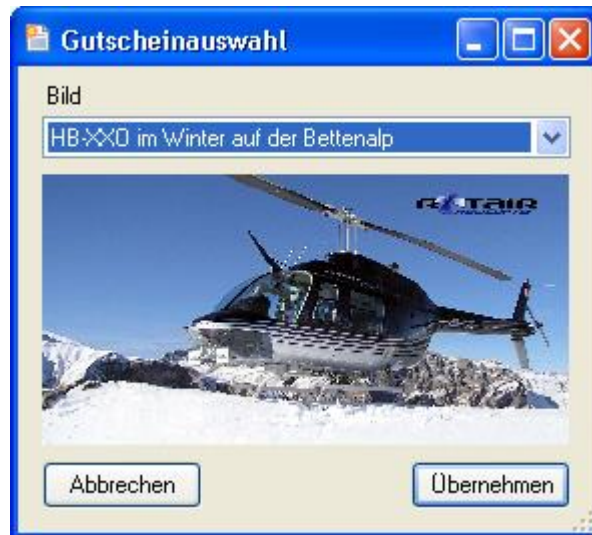 Gutscheinauswahl
Bild
HB-XXO im Winter auf der Bettenalp
Abbrechen
Übernehmen